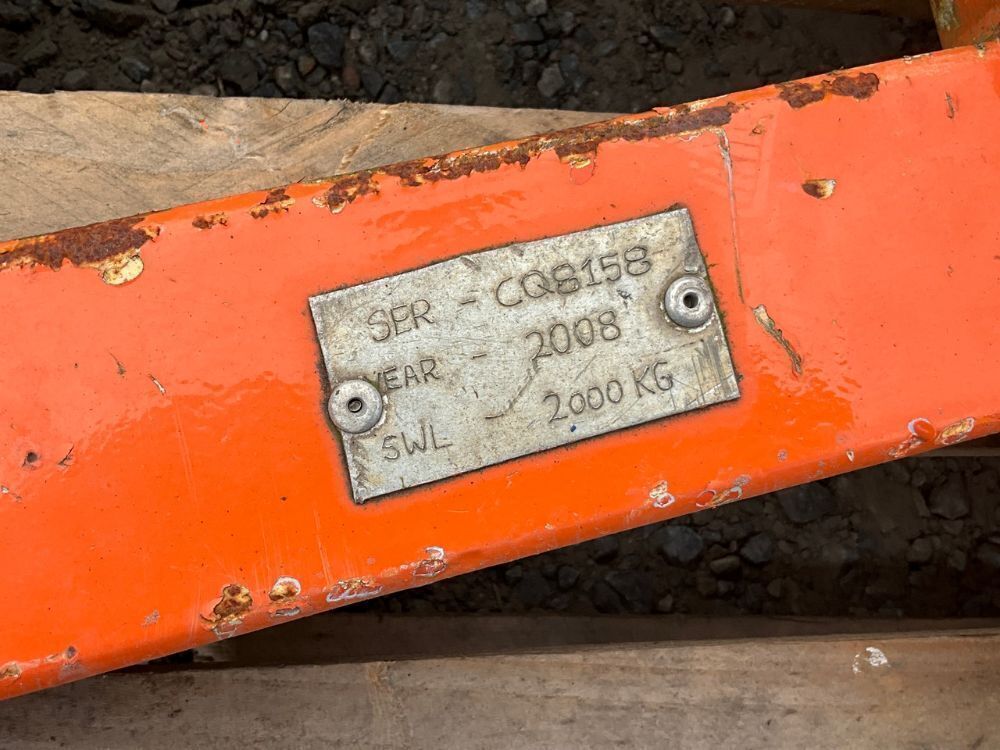 SER - CQ8158
YEAR - 2008
SWL - 2000 KG